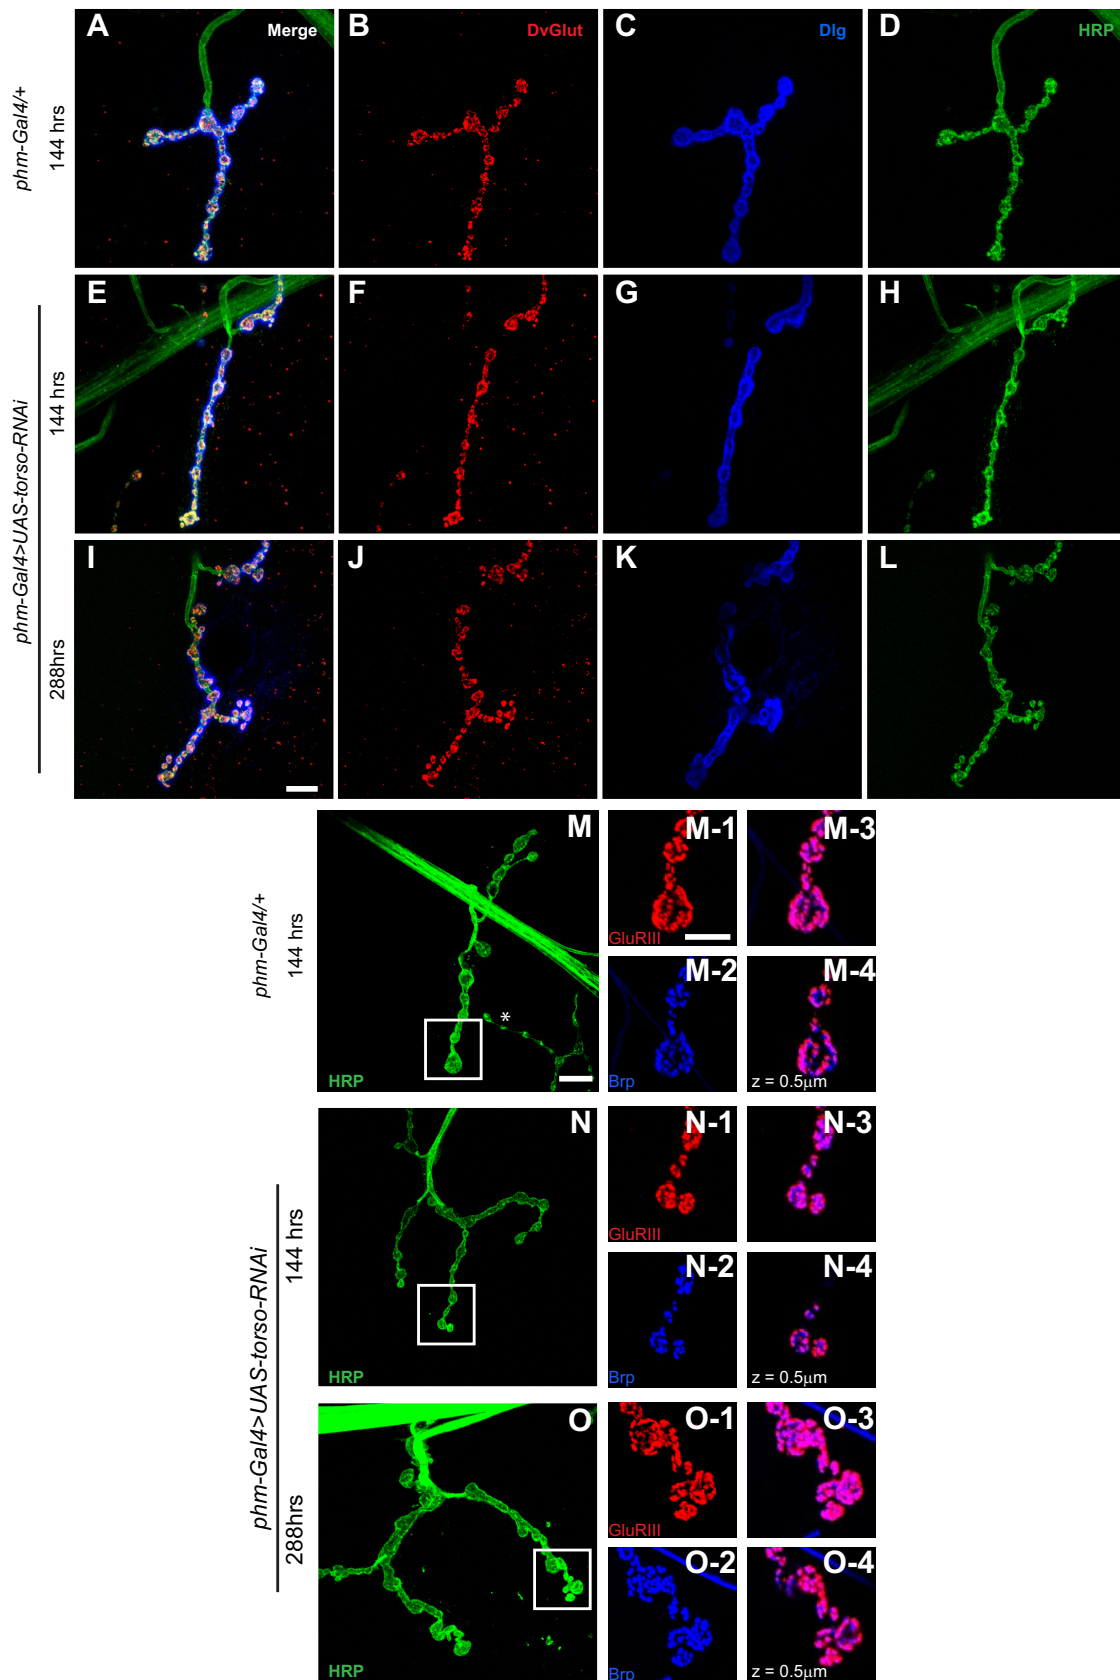 A Merge B DvGlut C Dlg D HRP
phm-Gal4/+
144 hrs
E F G H
phm-Gal4>UAS-torso-RNAi
144 hrs
I J K L
288hrs
M M-1 M-3
GluRIII
phm-Gal4/+
144 hrs
M-2 M-4
*
HRP Brp z = 0.5μm
N N-1 N-3
GluRIII
phm-Gal4>UAS-torso-RNAi
144 hrs
N-2 N-4
HRP Brp z = 0.5μm
O O-1 O-3
GluRIII
288hrs
O-2 O-4
HRP Brp z = 0.5μm